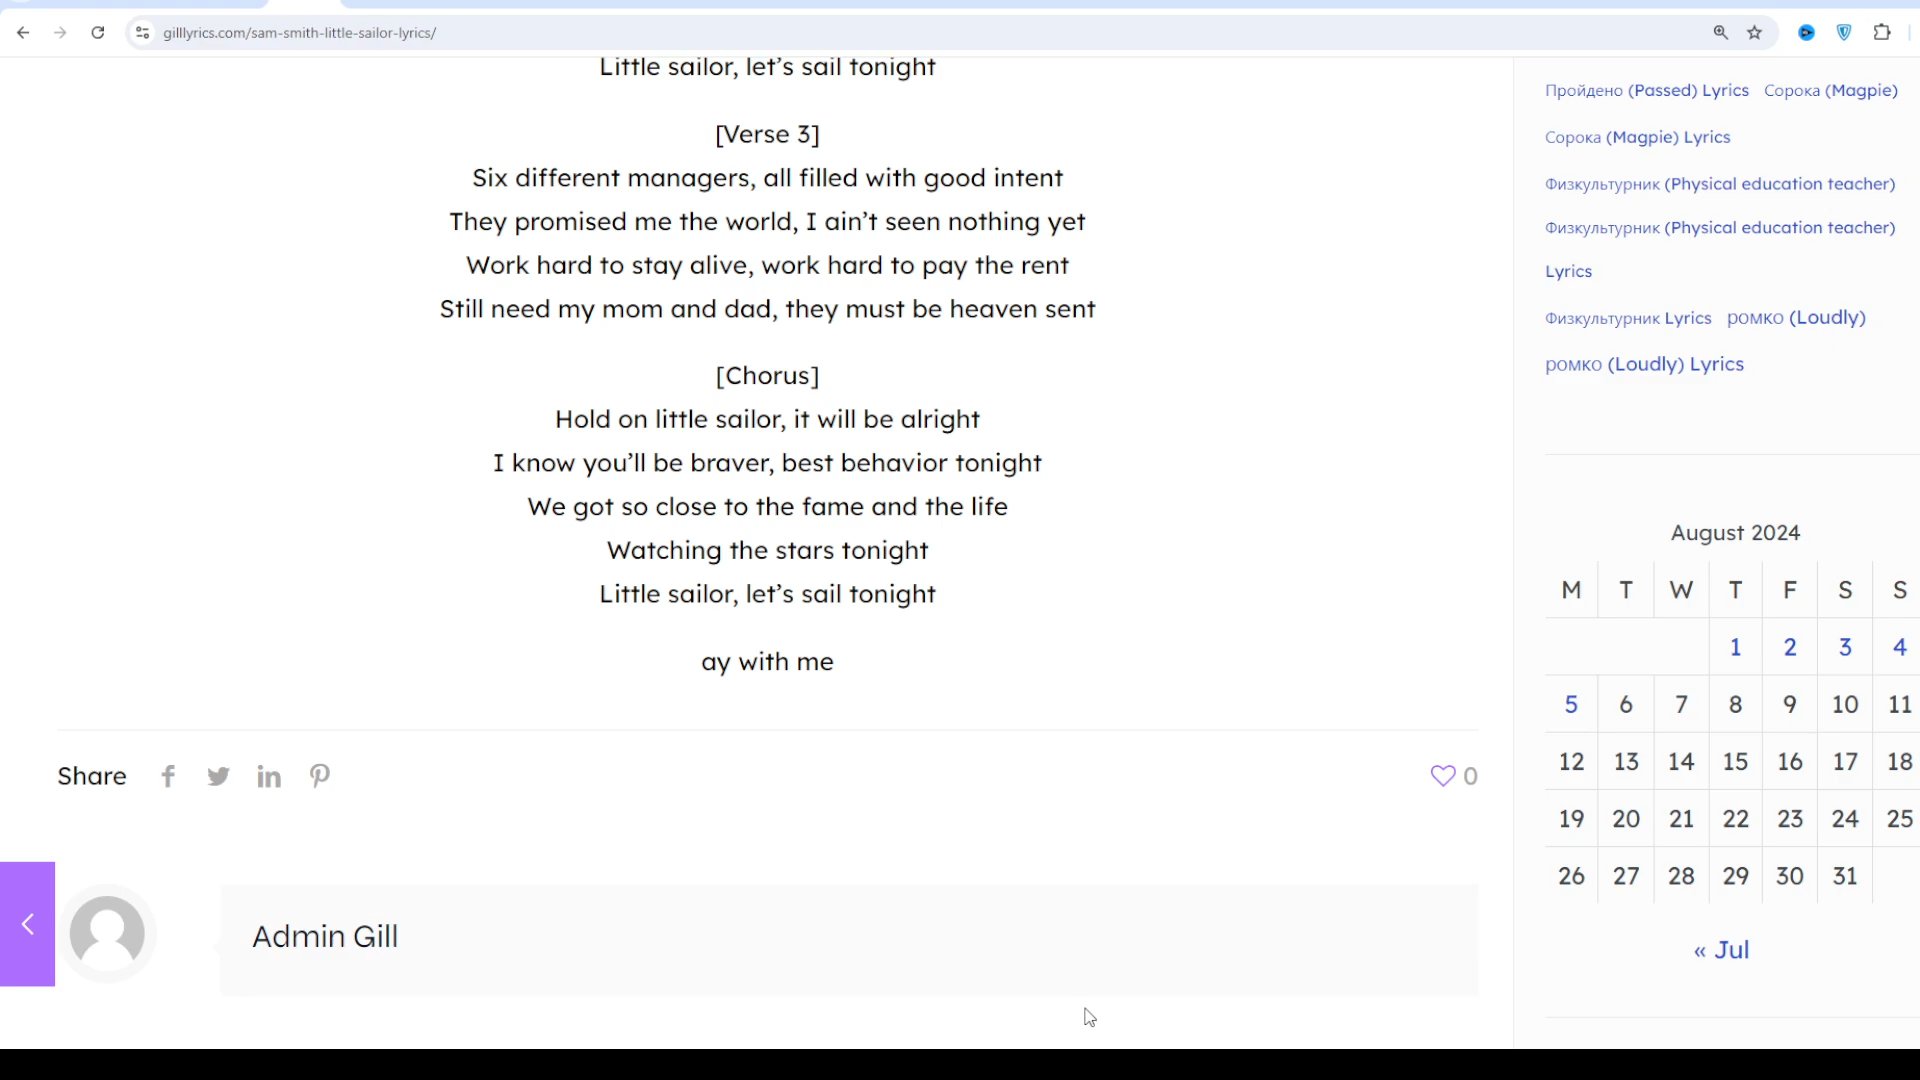 gilllyrics.com/sam-smith-little-sailor-lyrics/
Little sailor, let’s sail tonight
[Verse 3]
Six different managers, all filled with good intent
They promised me the world, I ain’t seen nothing yet
Work hard to stay alive, work hard to pay the rent
Still need my mom and dad, they must be heaven sent
[Chorus]
Hold on little sailor, it will be alright
I know you’ll be braver, best behavior tonight
We got so close to the fame and the life
Watching the stars tonight
Little sailor, let’s sail tonight
ay with me
Share
0
Admin Gill
Пройдено (Passed) Lyrics Сорока (Magpie)
Сорока (Magpie) Lyrics
Физкультурник (Physical education teacher)
Физкультурник (Physical education teacher)
Lyrics
Физкультурник Lyrics ромко (Loudly)
ромко (Loudly) Lyrics
August 2024
M T W T F S S
1 2 3 4
5 6 7 8 9 10 11
12 13 14 15 16 17 18
19 20 21 22 23 24 25
26 27 28 29 30 31
« Jul